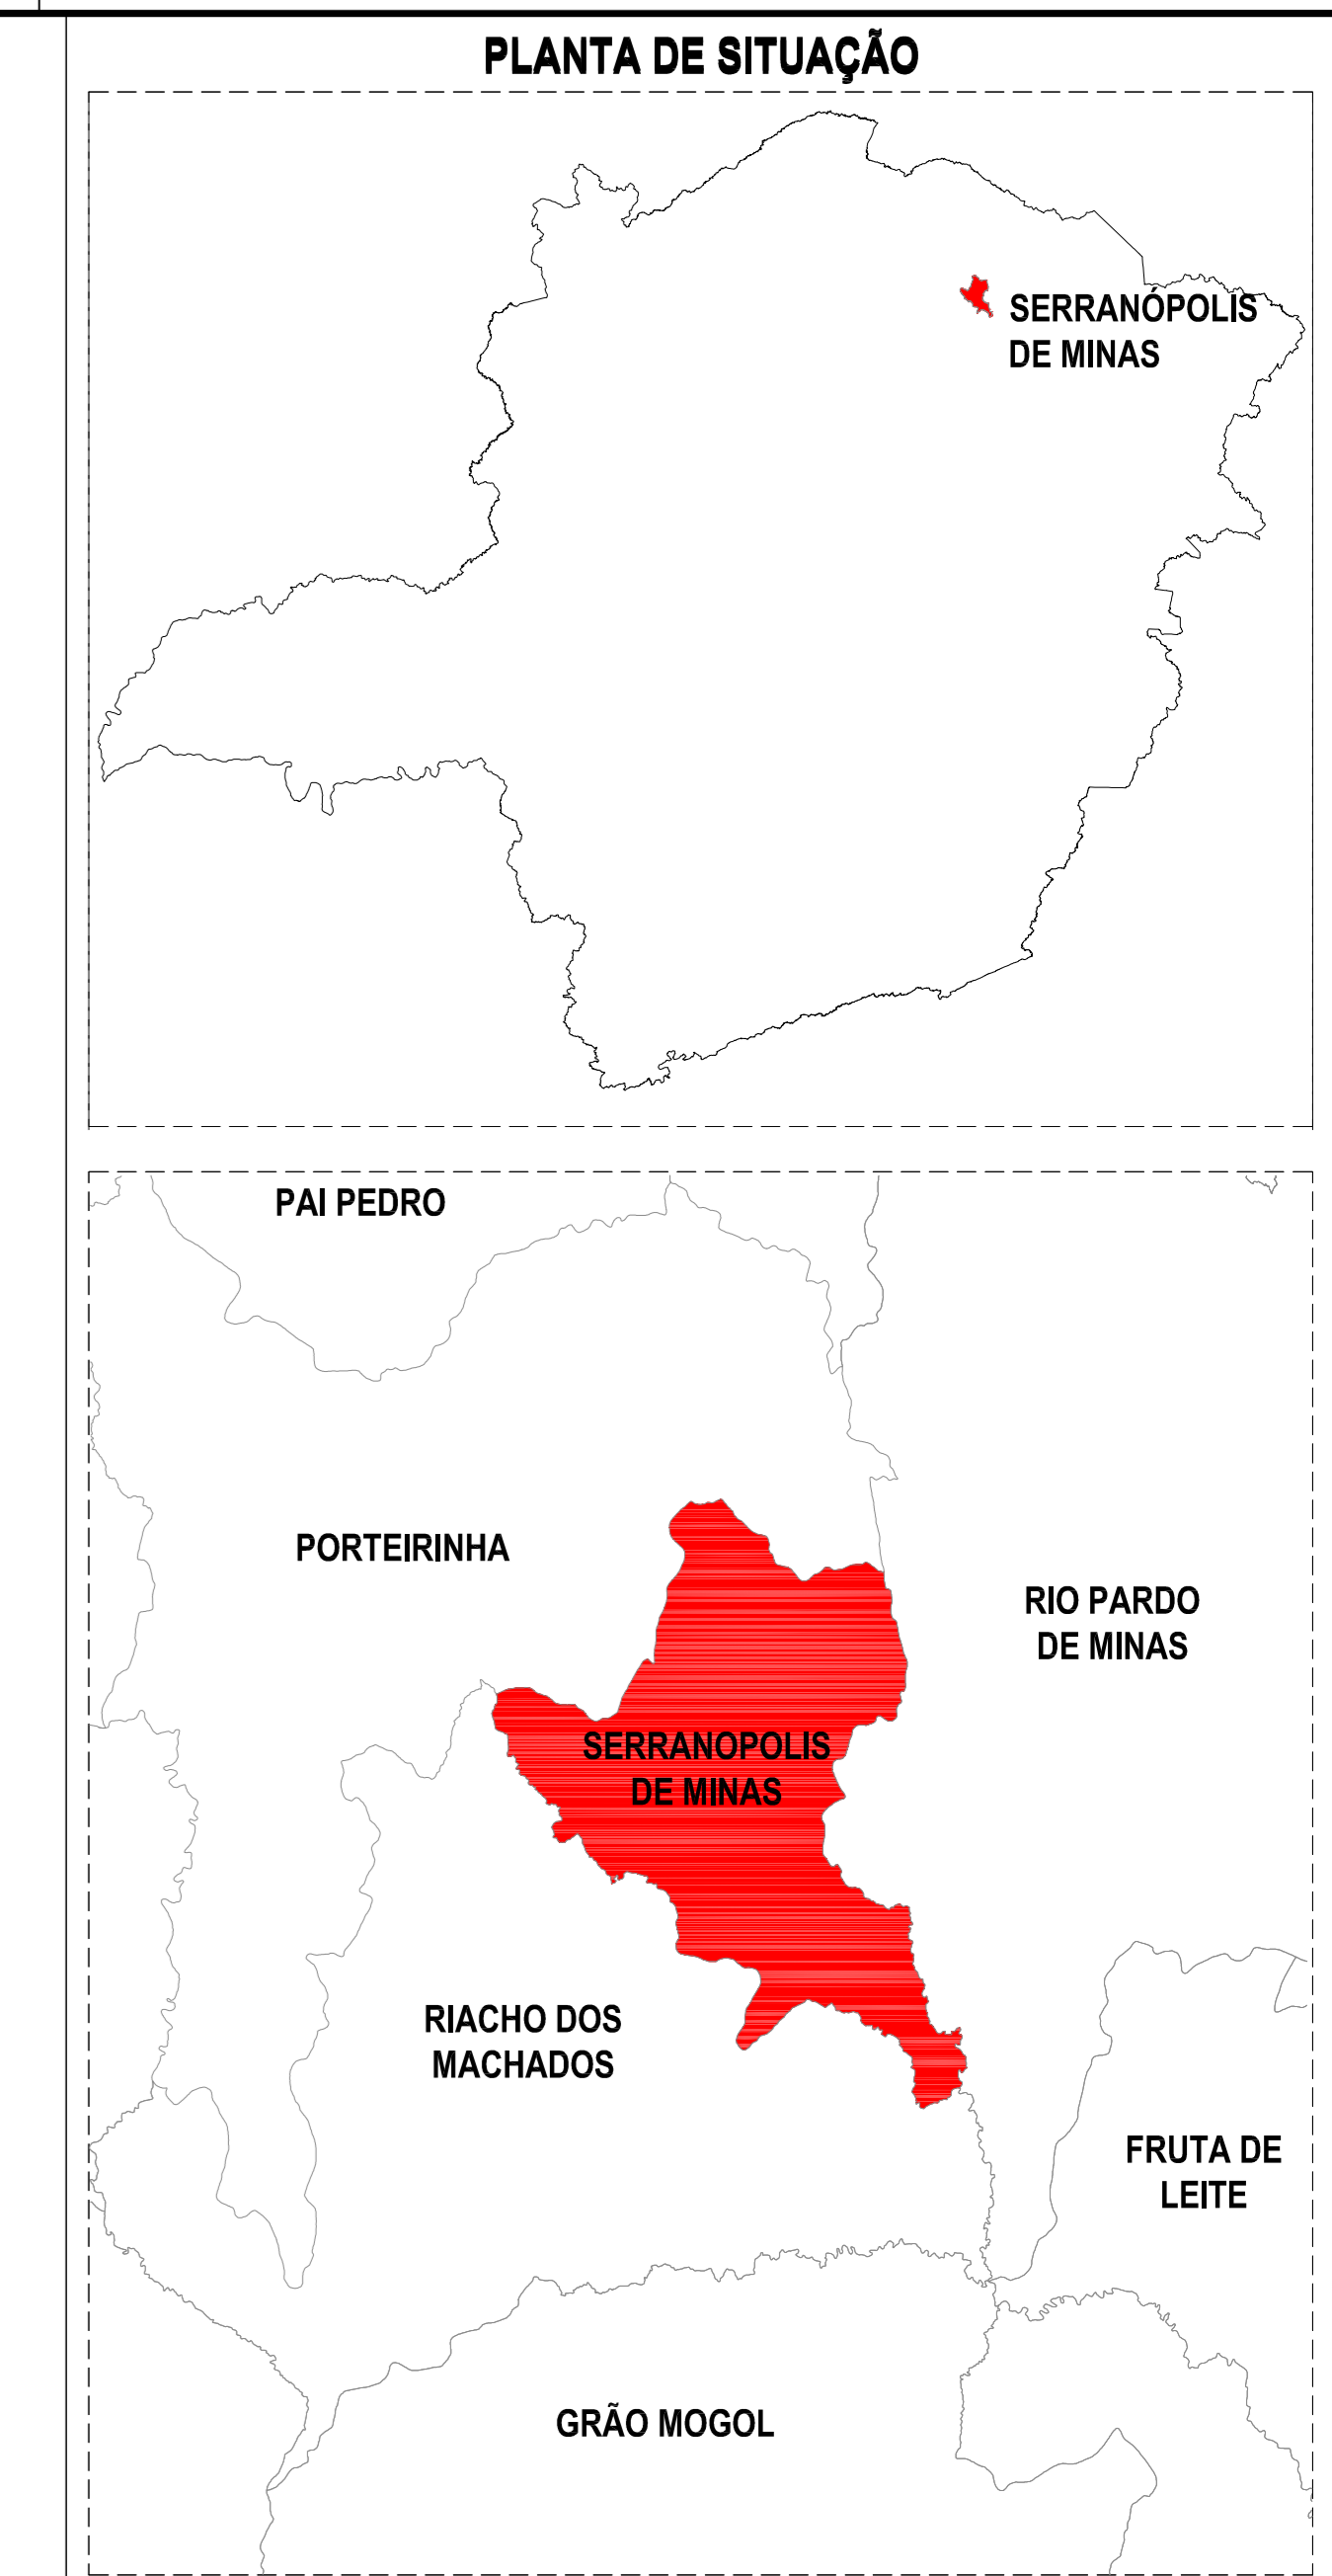 PLANTA DE SITUAÇÃO
SERRANÓPOLIS
DE MINAS
PAI PEDRO
PORTEIRINHA
RIO PARDO
DE MINAS
SERRANOPOLIS
DE MINAS
RIACHO DOS
MACHADOS
FRUTA DE
LEITE
GRÃO MOGOL